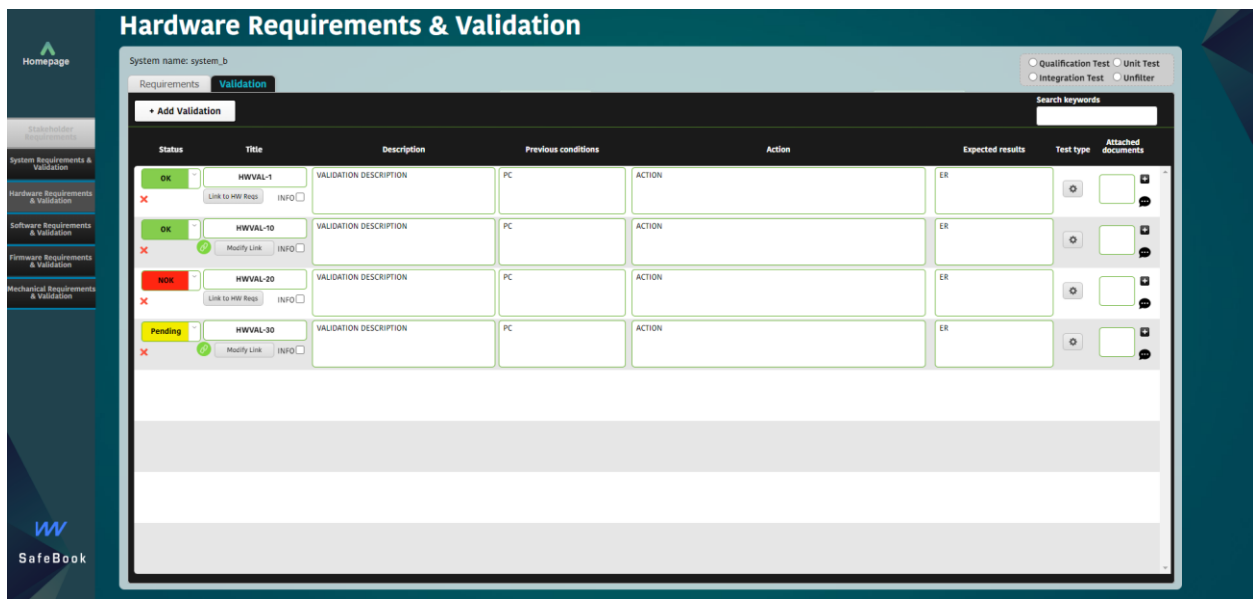 Hardware Requirements & Validation
Homepage
System name: system_b
Qualification Test Unit Test
Integration Test Unfilter
Requirements Validation
+ Add Validation
Search keywords
Stakeholder
Requirements
System Requirements &
Validation
Hardware Requirements
& Validation
Software Requirements
& Validation
Firmware Requirements
& Validation
Mechanical Requirements
& Validation
Status Title Description Previous conditions Action Expected results Test type Attached documents
OK HWVAL-1 VALIDATION DESCRIPTION PC ACTION ER
Link to HW Reqs INFO
OK HWVAL-10 VALIDATION DESCRIPTION PC ACTION ER
Modify Link INFO
NOK HWVAL-20 VALIDATION DESCRIPTION PC ACTION ER
Link to HW Reqs INFO
Pending HWVAL-30 VALIDATION DESCRIPTION PC ACTION ER
Modify Link INFO
SafeBook